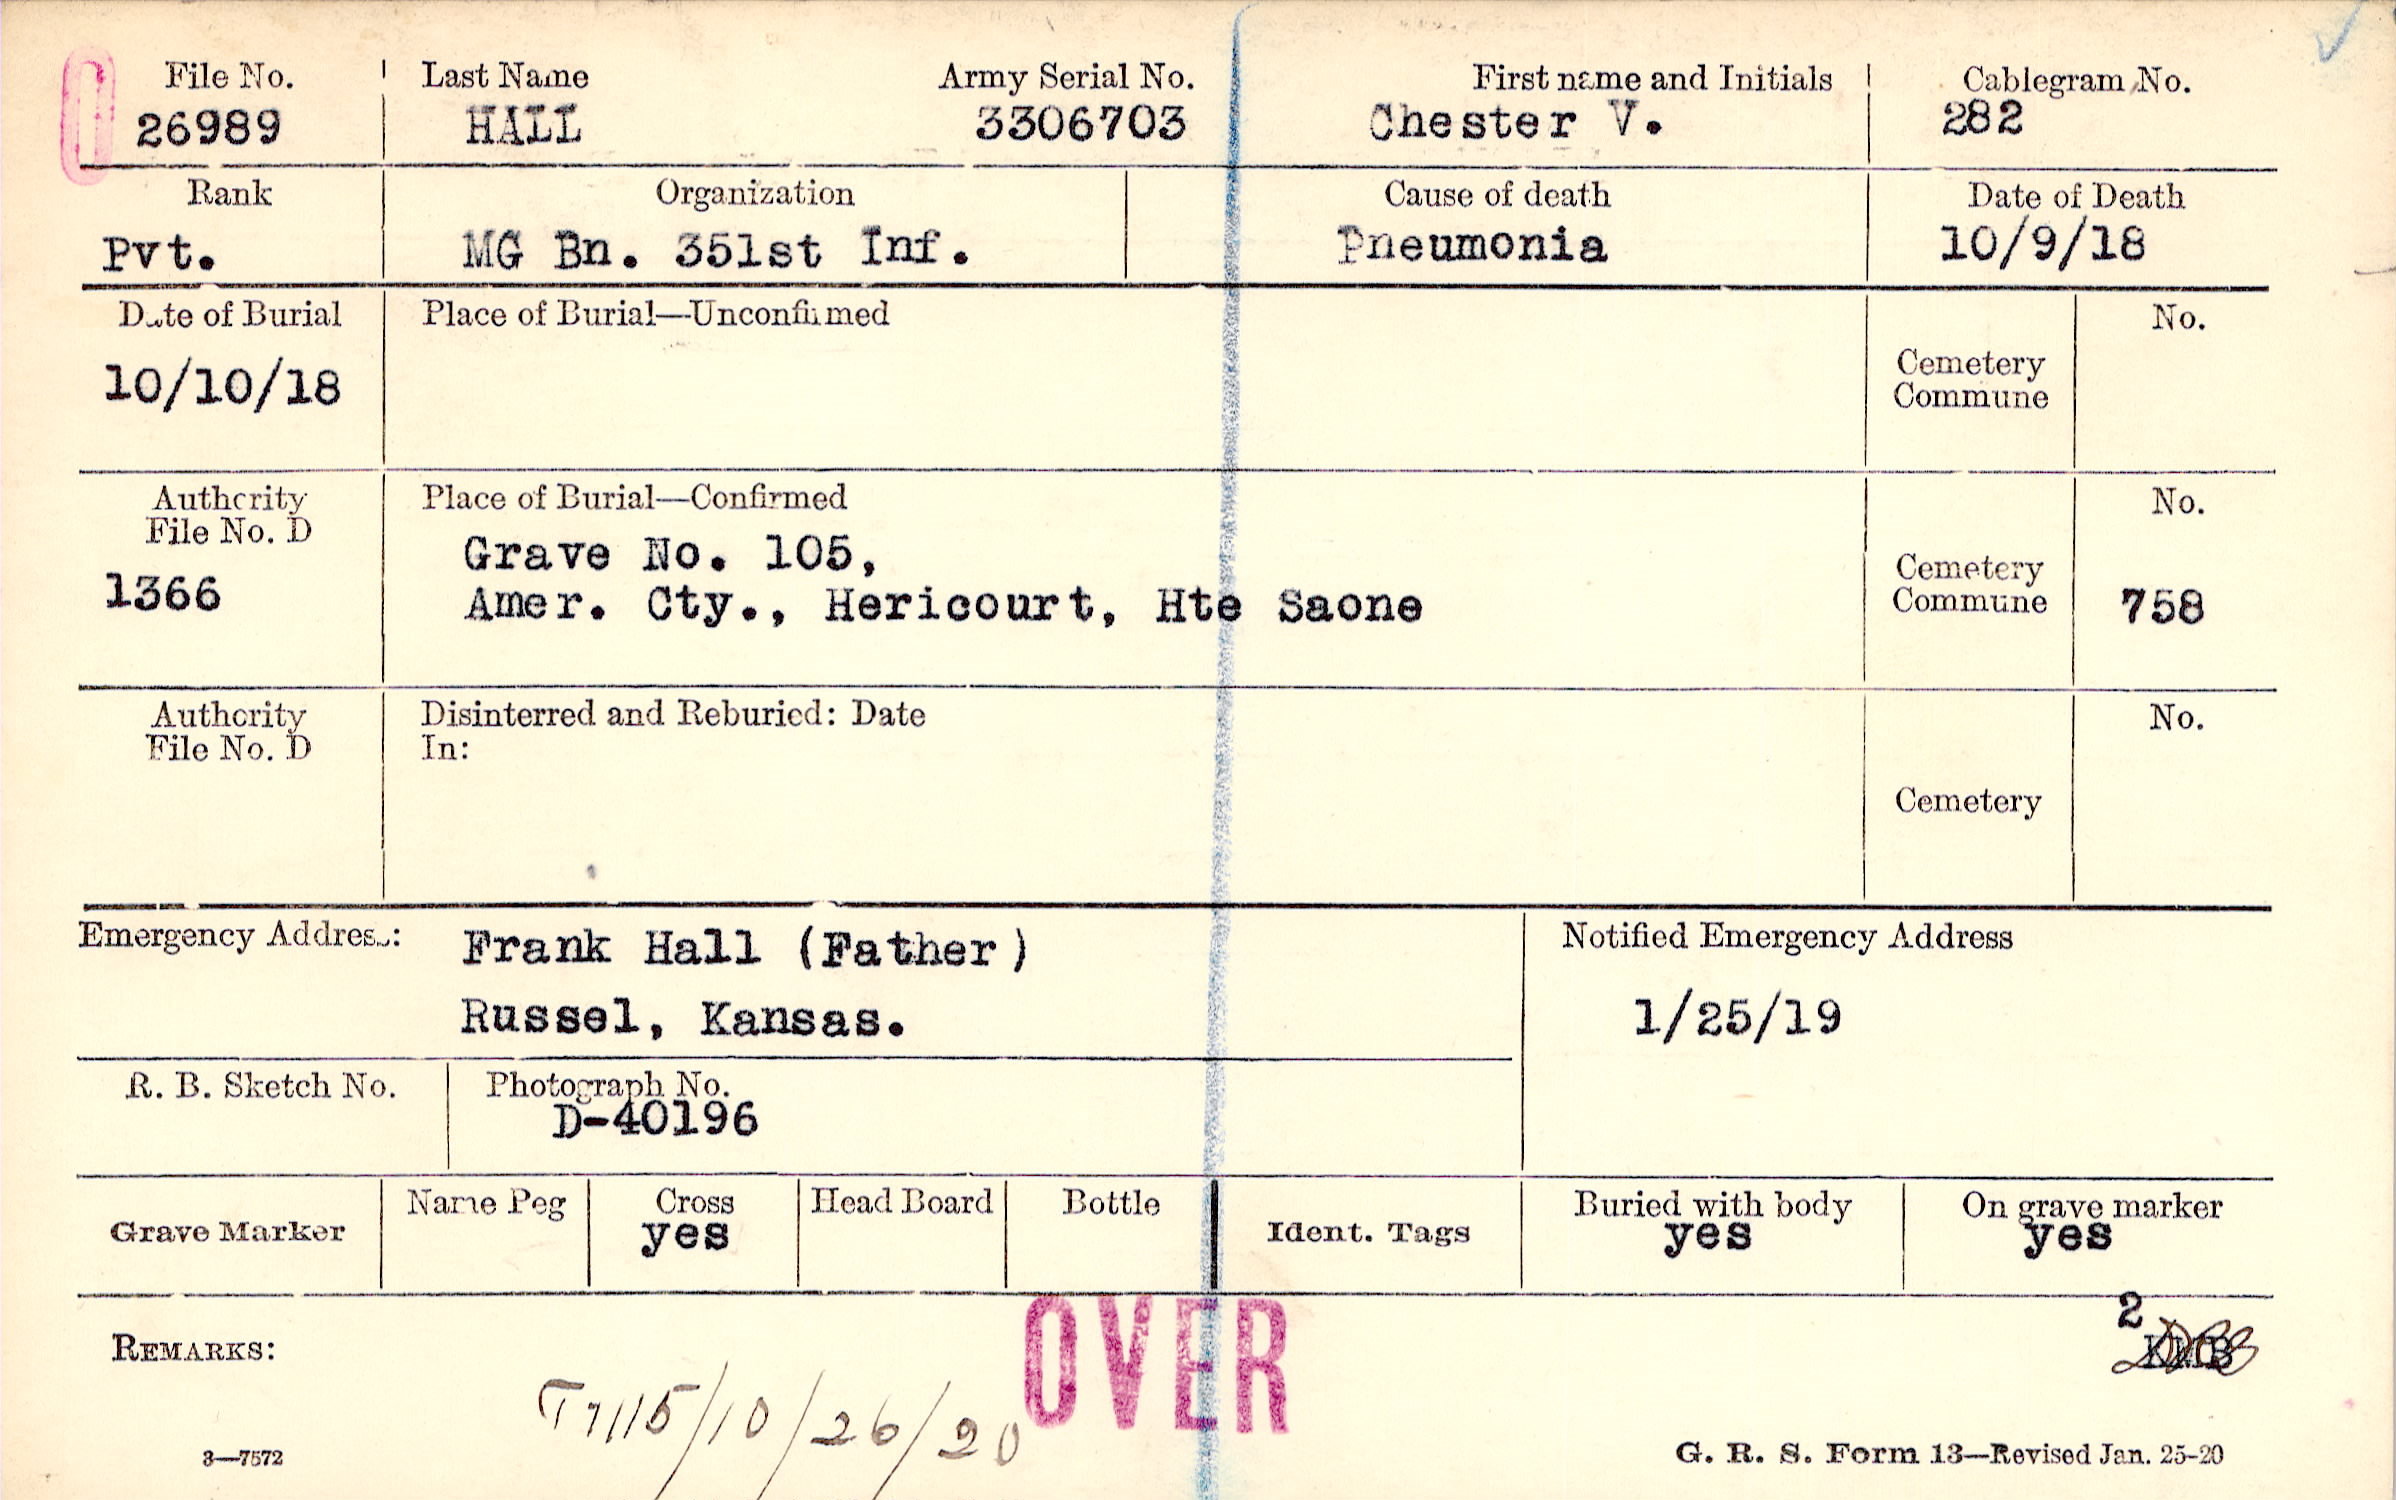 File No. Last Name Army Serial No. First name and Initials Cablegram No.
26989 HALL 3306703 Chester V. 282
Rank Organization Cause of death Date of Death
Pvt. MG Bn. 351st Inf. Pneumonia 10/9/18
Date of Burial Place of Burial—Unconfirmed No.
10/10/18
Cemetery
Commune
Authority Place of Burial—Confirmed No.
File No. D
Grave No. 105,
1366 Amer. Cty., Hericourt, Hte Saone
Cemetery
Commune 758
Authority Disinterred and Reburied: Date No.
File No. D In:
Cemetery
Emergency Address: Frank Hall (Father) Notified Emergency Address
Russel, Kansas. 1/25/19
R. B. Sketch No. Photograph No.
D-40196
Grave Marker Name Peg Cross Head Board Bottle Ident. Tags Buried with body On grave marker
yes yes yes
OVER
2
REMARKS:
10/26/20
3—7572 G. R. S. Form 13—Revised Jan. 25-20